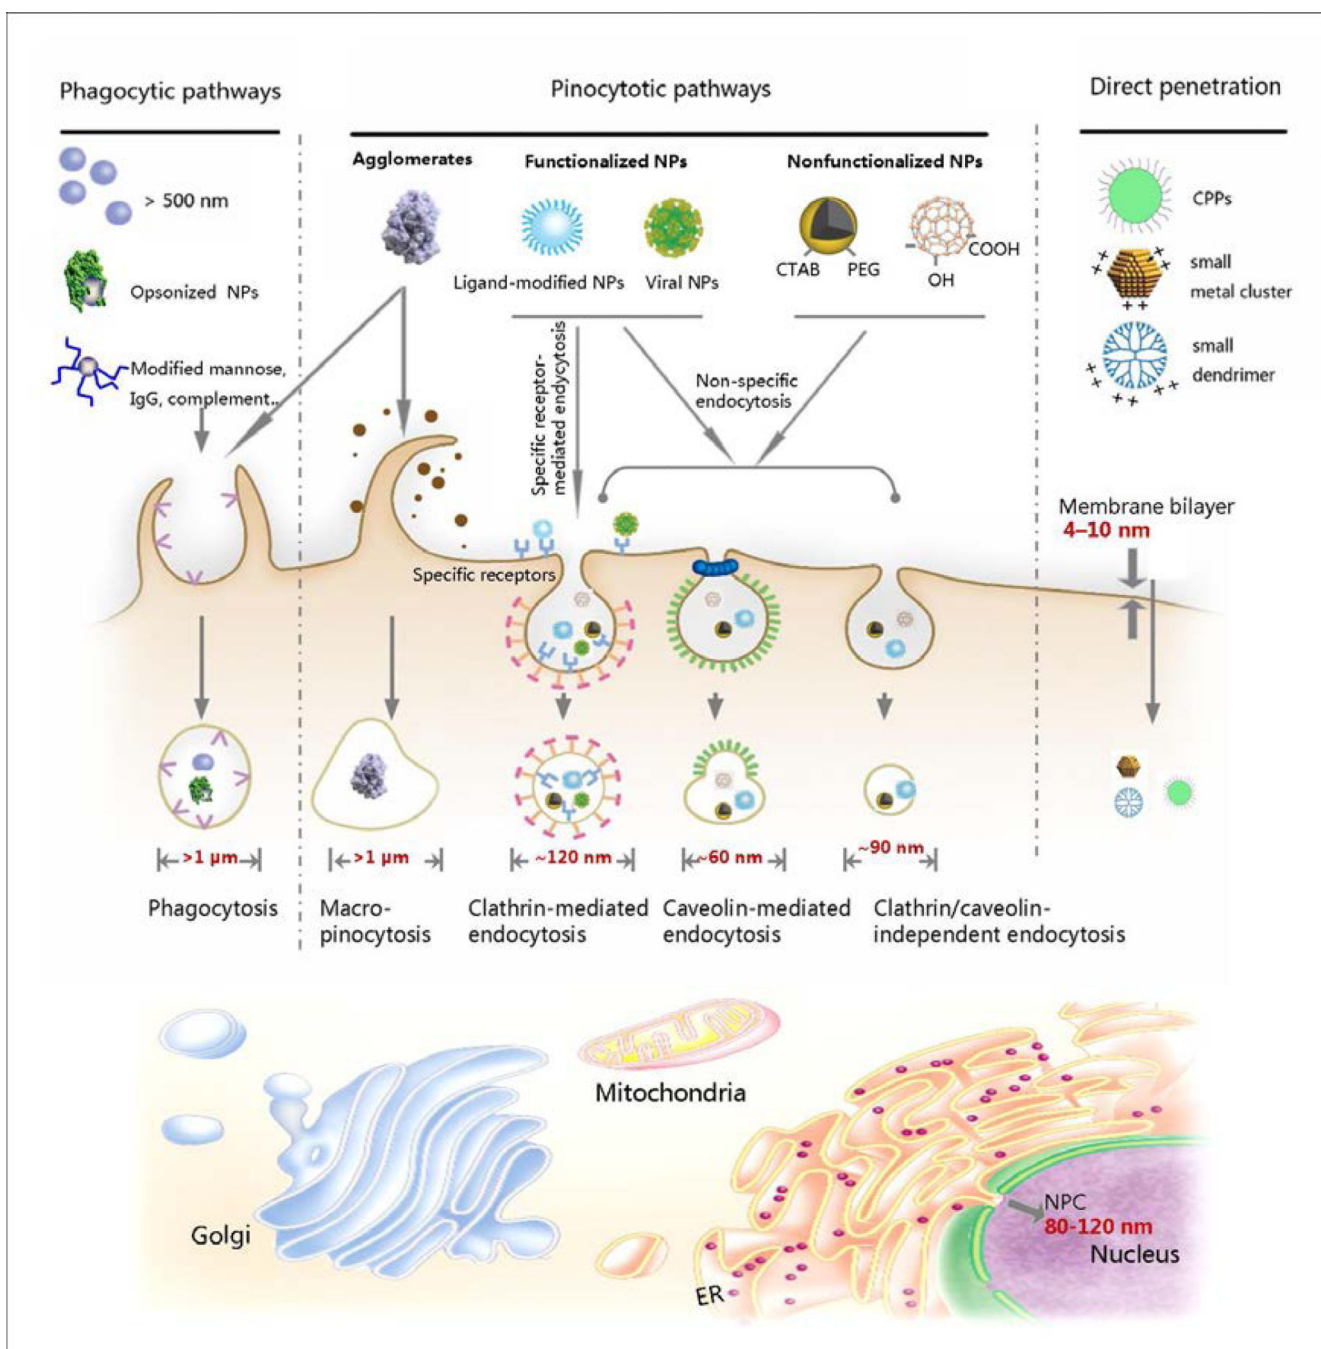 Phagocytic pathways
Pinocytotic pathways
Direct penetration
> 500 nm
Opsonized NPs
Modified mannose,
IgG, complement..
Agglomerates
Functionalized NPs
Nonfunctionalized NPs
Ligand-modified NPs
Viral NPs
CTAB
PEG
COOH
OH
CPPs
small
metal cluster
small
dendrimer
++
++
++
++
++
++
Specific receptor-
mediated endycytosis
Non-specific
endocytosis
Specific receptors
Membrane bilayer
4–10 nm
>1 μm
>1 μm
~120 nm
~60 nm
~90 nm
Phagocytosis
Macro-
pinocytosis
Clathrin-mediated
endocytosis
Caveolin-mediated
endocytosis
Clathrin/caveolin-
independent endocytosis
Mitochondria
Golgi
ER
NPC
80-120 nm
Nucleus